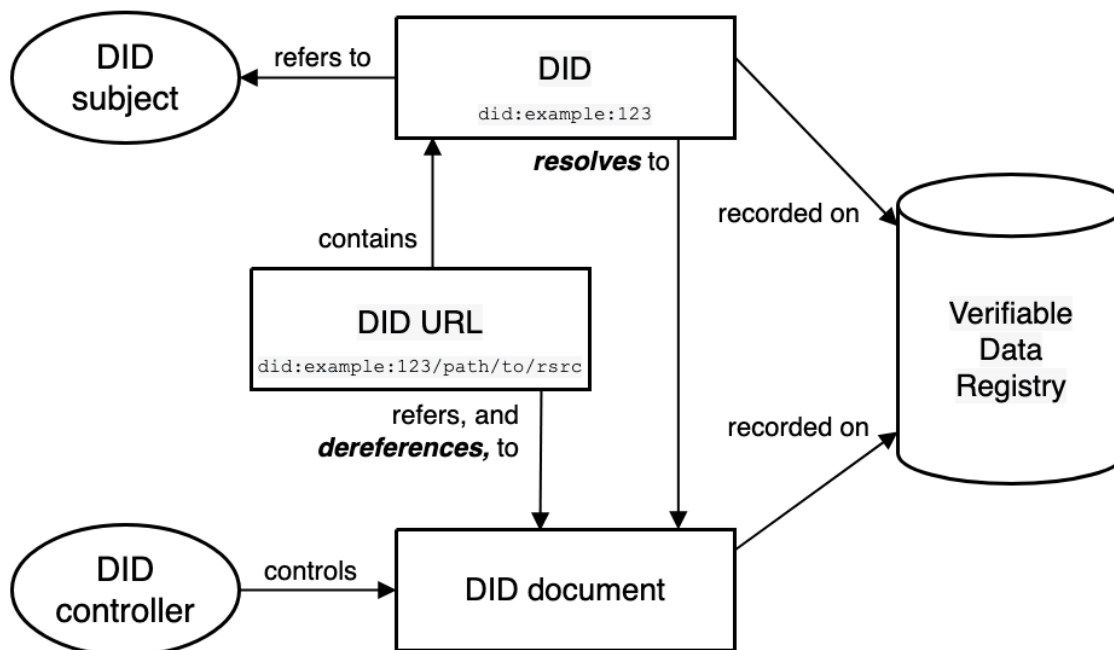 DID
subject
refers to
DID
did:example:123
resolves to
recorded on
contains
DID URL
did:example:123/path/to/rsrc
Verifiable
Data
Registry
refers, and
dereferences, to
recorded on
DID
controller
controls
DID document